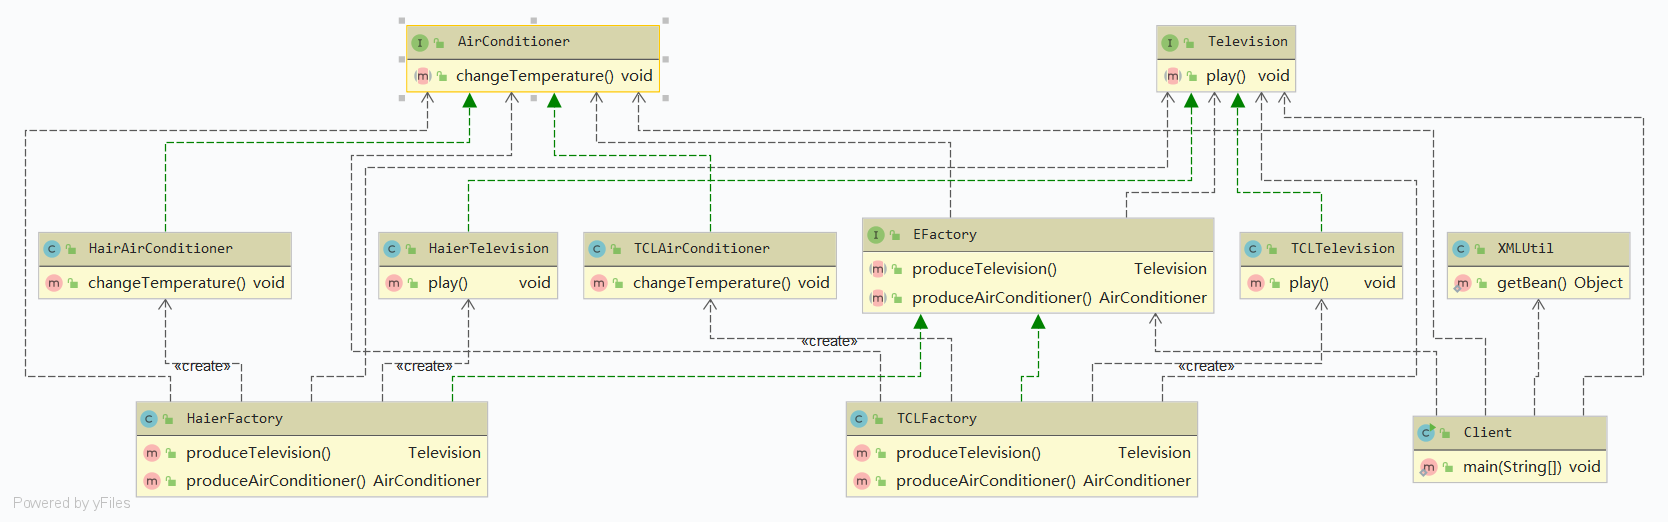 AirConditioner
changeTemperature() void
Television
play() void
HairAirConditioner
changeTemperature() void
HaierTelevision
play() void
TCLAirConditioner
changeTemperature() void
EFactory
produceTelevision() Television
produceAirConditioner() AirConditioner
TCLTelevision
play() void
XMLUtil
getBean() Object
«create»
«create»
«create»
«create»
HaierFactory
produceTelevision() Television
produceAirConditioner() AirConditioner
TCLFactory
produceTelevision() Television
produceAirConditioner() AirConditioner
Client
main(String[]) void
Powered by yFiles